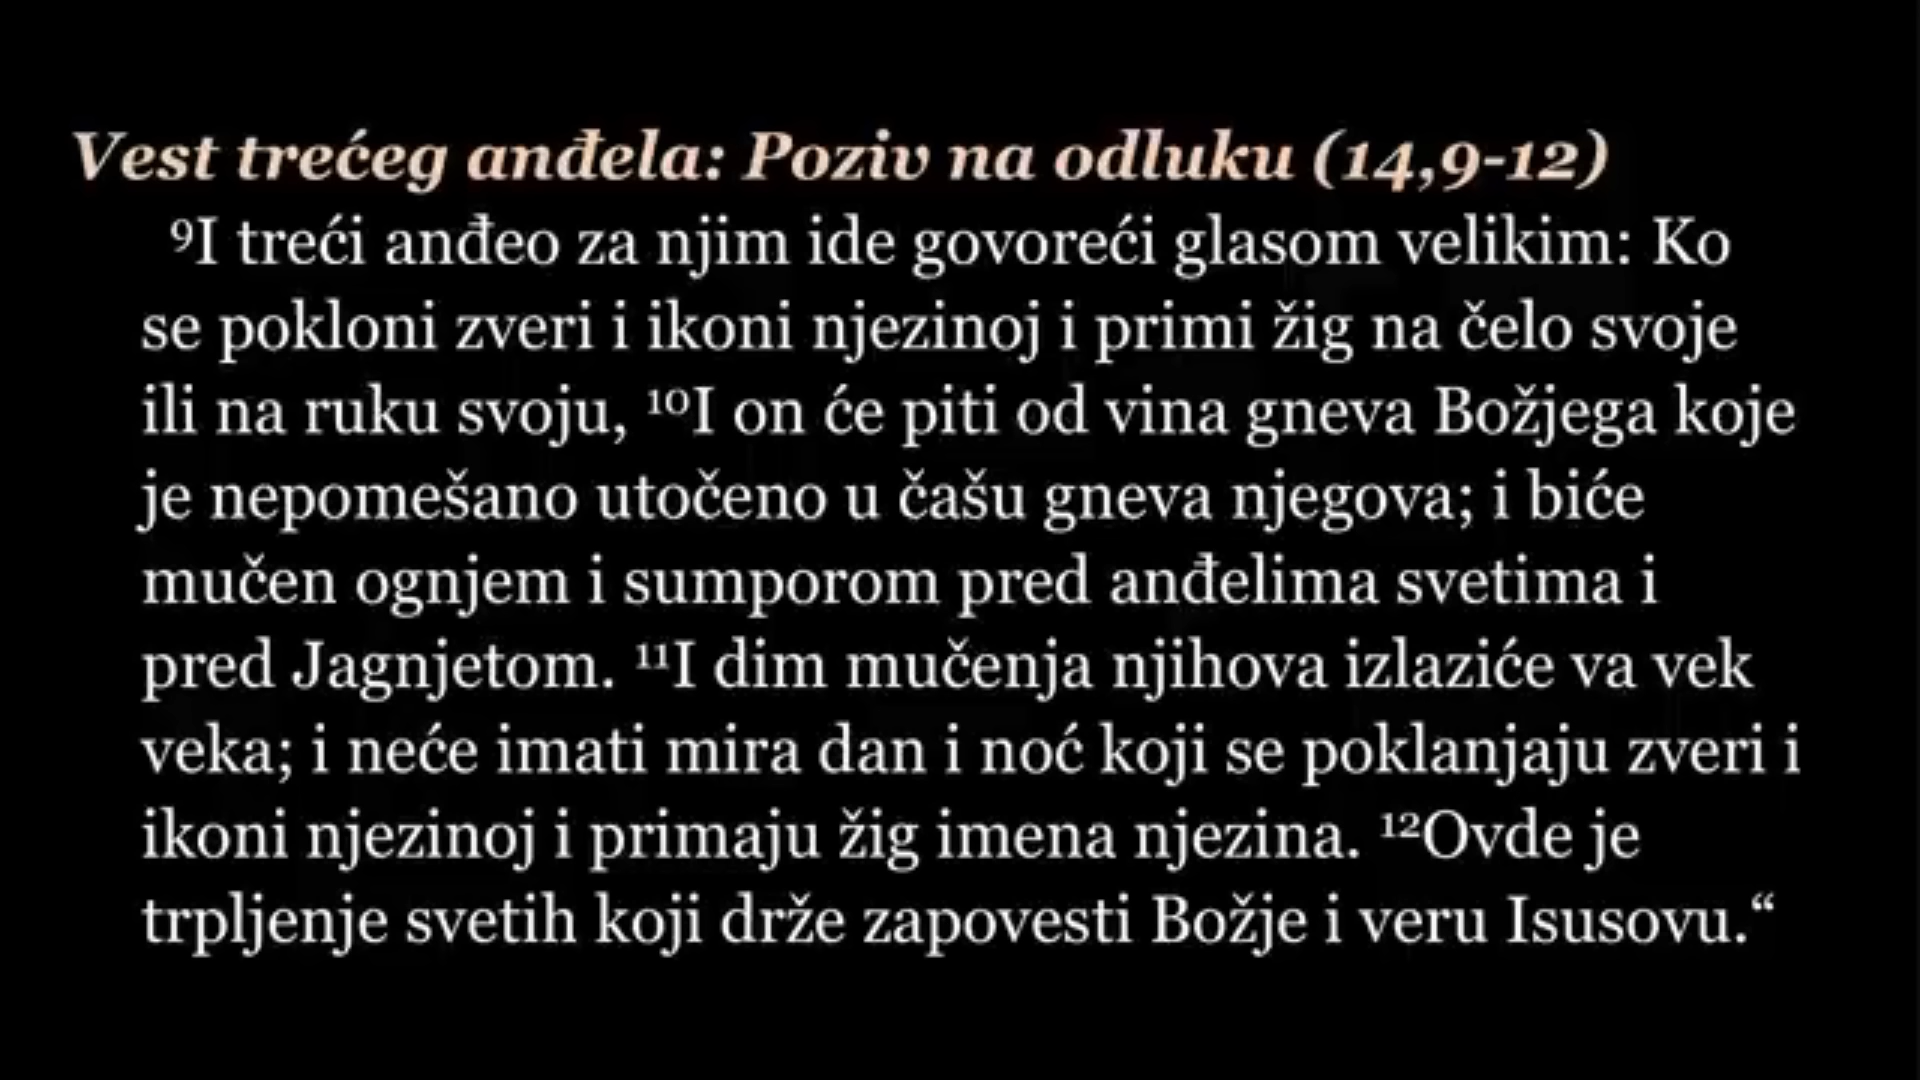 Vest trećeg anđela: Poziv na odluku (14,9-12)
⁹I treći anđeo za njim ide govoreći glasom velikim: Ko
se pokloni zveri i ikoni njezinoj i primi žig na čelo svoje
ili na ruku svoju, ¹⁰I on će piti od vina gneva Božjega koje
je nepomešano utočeno u čašu gneva njegova; i biće
mučen ognjem i sumporom pred anđelima svetima i
pred Jagnjetom. ¹¹I dim mučenja njihova izlaziće va vek
veka; i neće imati mira dan i noć koji se poklanjaju zveri i
ikoni njezinoj i primaju žig imena njezina. ¹²Ovde je
trpljenje svetih koji drže zapovesti Božje i veru Isusovu.“